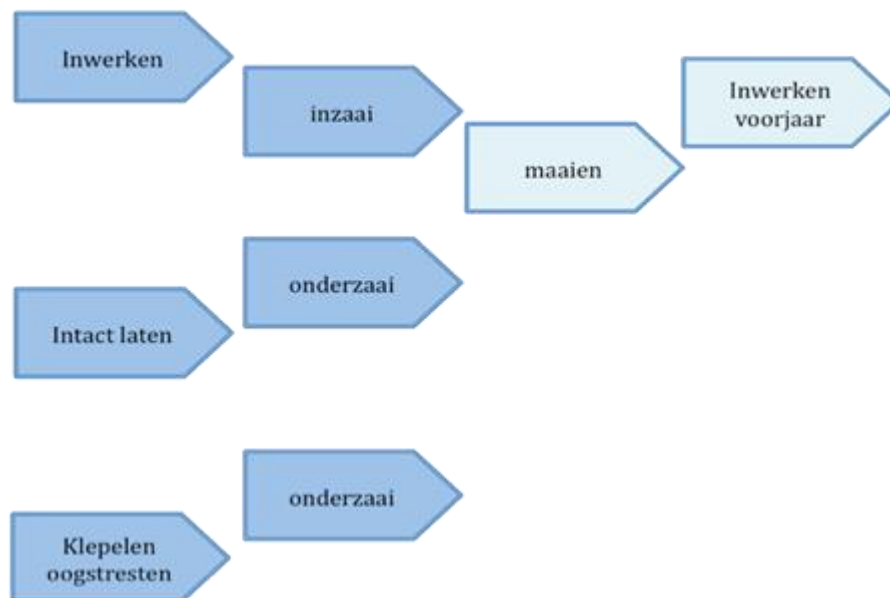 Inwerken
inzaai
maaien
Inwerken
voorjaar
onderzaai
Intact laten
onderzaai
Klepelen
oogstresten